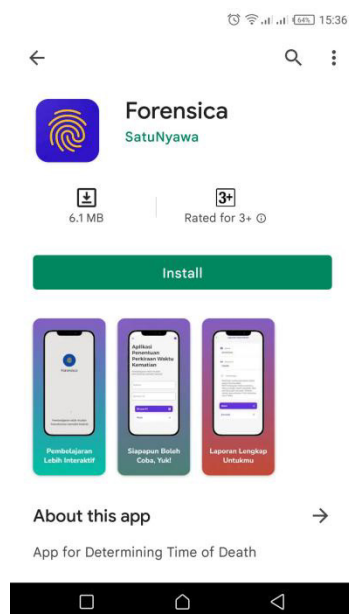 64%
15:36
Forensica
SatuNyawa
6.1 MB
3+
Rated for 3+
Install
Forensica
Aplikasi
Penentuan
Perkiraan Waktu
Kematian
Pembelajaran
Lebih Interaktif
Siapapun Boleh
Coba, Yuk!
Laporan Lengkap
Untukmu
About this app
App for Determining Time of Death